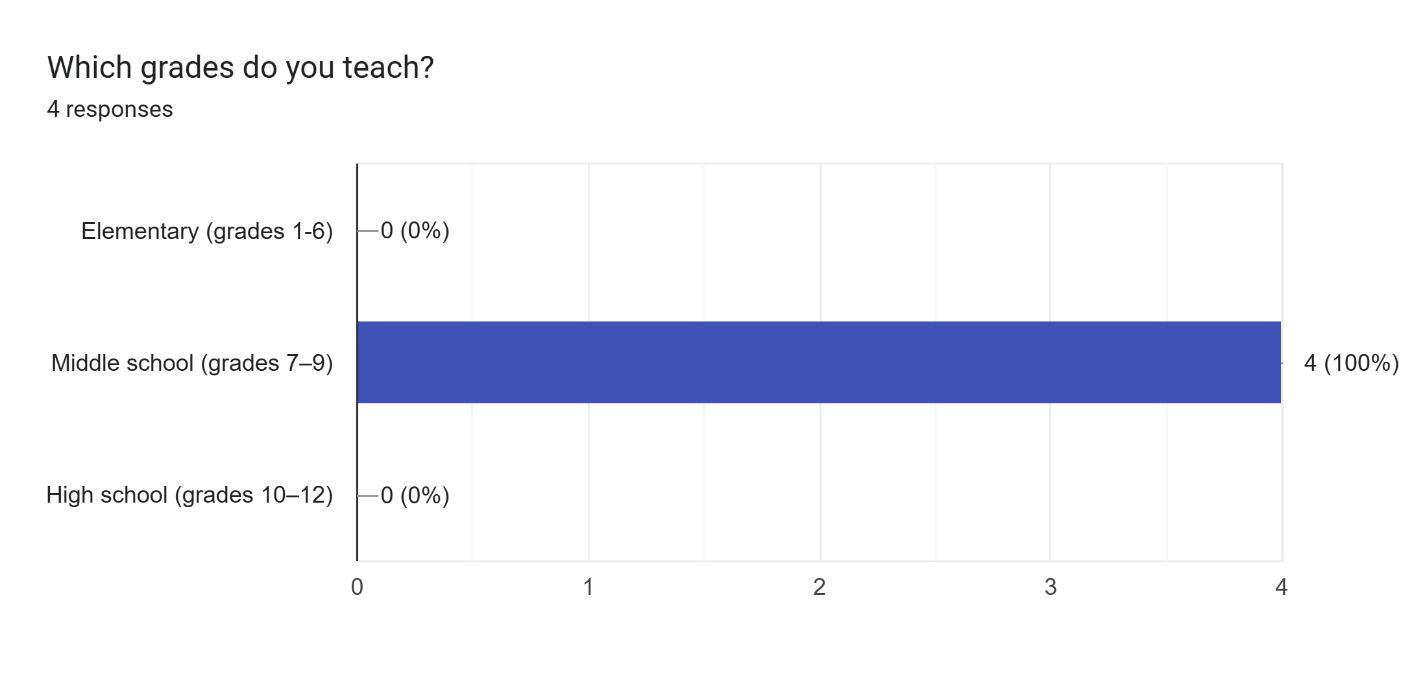 Which grades do you teach?
4 responses
Elementary (grades 1-6)
0 (0%)
Middle school (grades 7–9)
4 (100%)
High school (grades 10–12)
0 (0%)
0 1 2 3 4